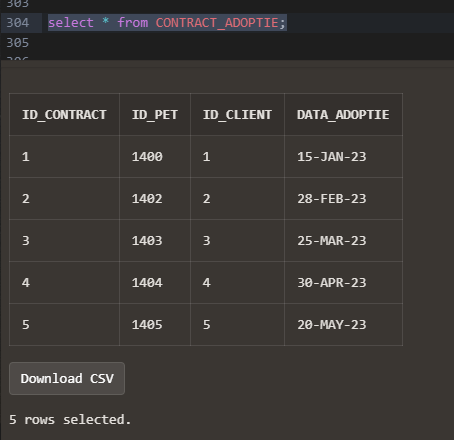 303
304 select * from CONTRACT_ADOPTIE;
305
306
ID_CONTRACT ID_PET ID_CLIENT DATA_ADOPTIE
1 1400 1 15-JAN-23
2 1402 2 28-FEB-23
3 1403 3 25-MAR-23
4 1404 4 30-APR-23
5 1405 5 20-MAY-23
Download CSV
5 rows selected.